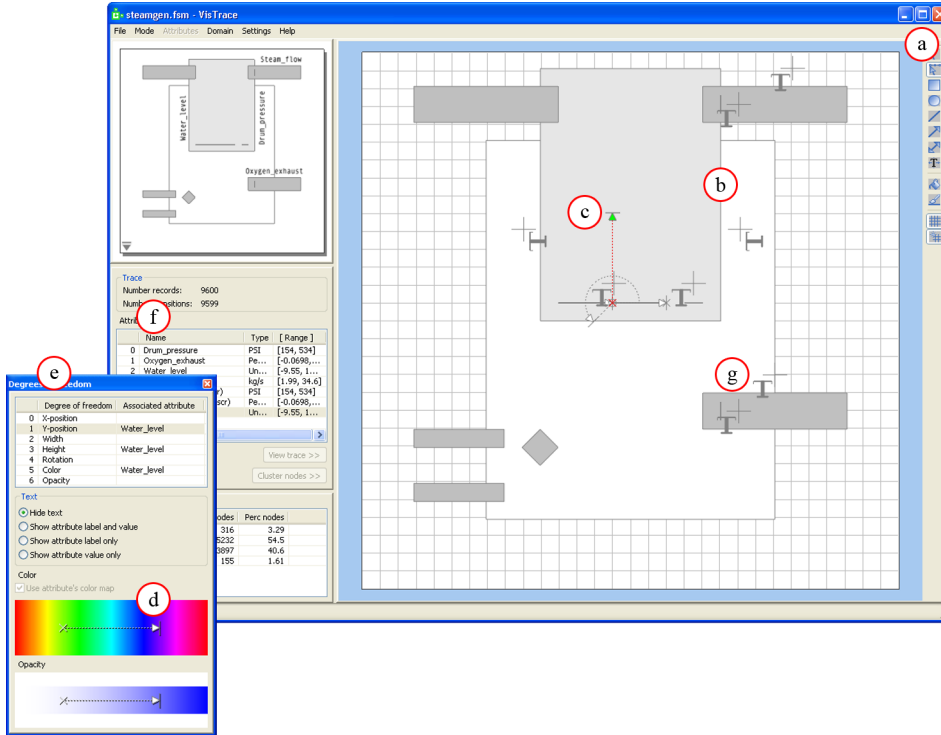 steamgen.fsm - VisTrace
File Mode Attributes Domain Settings Help
a
Steam_flow
Water_level
Drum_pressure
Oxygen_exhaust
T
T
b
c
T
T
T
T
Trace
Number records: 9600
9599
f
Name Type [ Range ]
0 Drum_pressure PSI [154, 534]
1 Oxygen_exhaust Pe... [-0.0698,...
2 Water_level Un... [-9.55, 1...
kg/s [1.99, 34.6]
PSI [154, 534]
Pe... [-0.0698,...
Un... [-9.55, 1...
View trace >>
Cluster nodes >>
g
T
T
e
Degree of freedom Associated attribute
0 X-position
1 Y-position Water_level
2 Width
3 Height Water_level
4 Rotation
5 Color Water_level
6 Opacity
Perc nodes
316 3.29
5232 54.5
3897 40.6
155 1.61
Text
Hide text
Show attribute label and value
Show attribute label only
Show attribute value only
Color
Use attribute's color map
d
Opacity